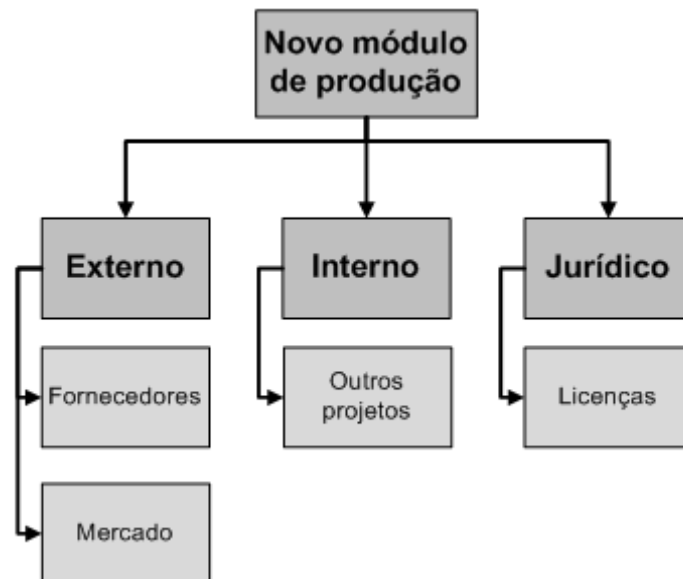 Novo módulo
de produção
Externo
Interno
Jurídico
Fornecedores
Outros
projetos
Licenças
Mercado